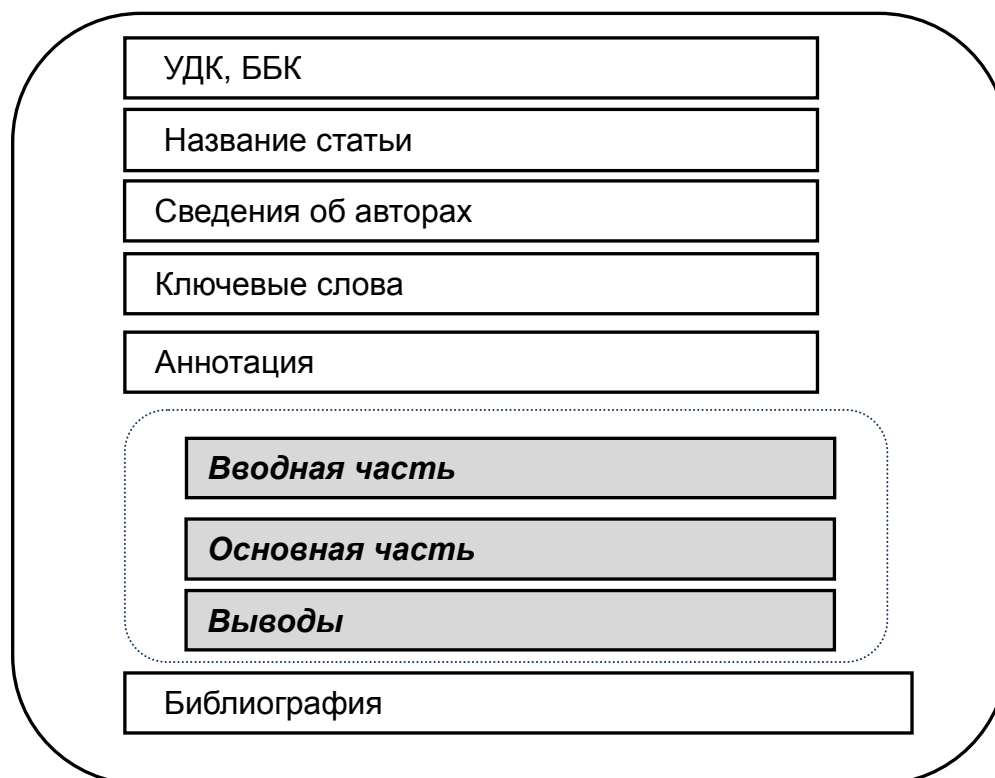 УДК, ББК
Название статьи
Сведения об авторах
Ключевые слова
Аннотация
Вводная часть
Основная часть
Выводы
Библиография